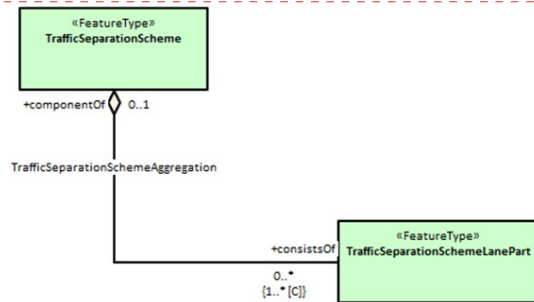 «FeatureType»
TrafficSeparationScheme
+componentOf
0..1
TrafficSeparationSchemeAggregation
+consistsOf
0..*
{1..*[C]}
«FeatureType»
TrafficSeparationSchemeLanePart